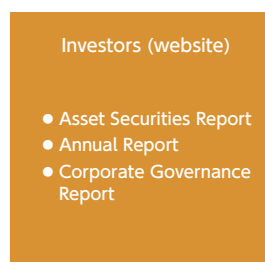 Investors (website)
● Asset Securities Report
● Annual Report
● Corporate Governance
Report